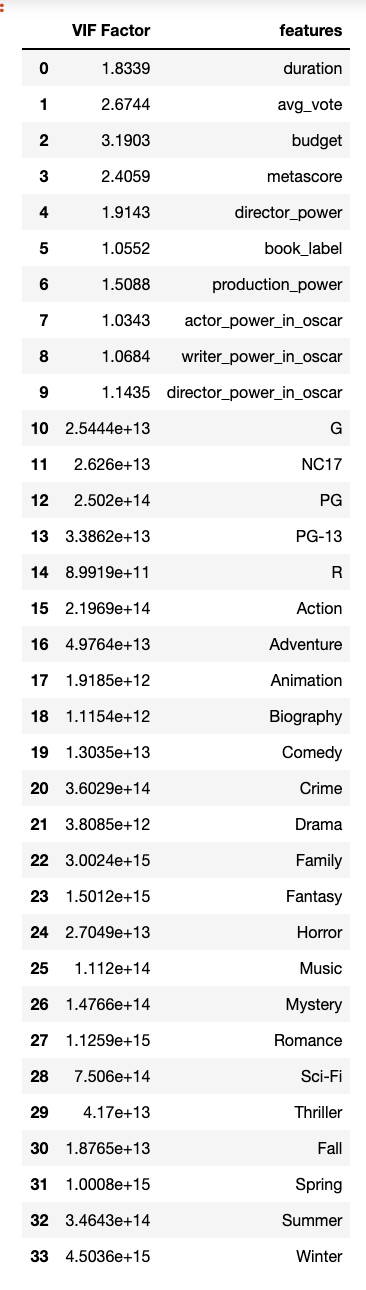 VIF Factor features
0 1.8339 duration
1 2.6744 avg_vote
2 3.1903 budget
3 2.4059 metascore
4 1.9143 director_power
5 1.0552 book_label
6 1.5088 production_power
7 1.0343 actor_power_in_oscar
8 1.0684 writer_power_in_oscar
9 1.1435 director_power_in_oscar
10 2.5444e+13 G
11 2.626e+13 NC17
12 2.502e+14 PG
13 3.3862e+13 PG-13
14 8.9919e+11 R
15 2.1969e+14 Action
16 4.9764e+13 Adventure
17 1.9185e+12 Animation
18 1.1154e+12 Biography
19 1.3035e+13 Comedy
20 3.6029e+14 Crime
21 3.8085e+12 Drama
22 3.0024e+15 Family
23 1.5012e+15 Fantasy
24 2.7049e+13 Horror
25 1.112e+14 Music
26 1.4766e+14 Mystery
27 1.1259e+15 Romance
28 7.506e+14 Sci-Fi
29 4.17e+13 Thriller
30 1.8765e+13 Fall
31 1.0008e+15 Spring
32 3.4643e+14 Summer
33 4.5036e+15 Winter